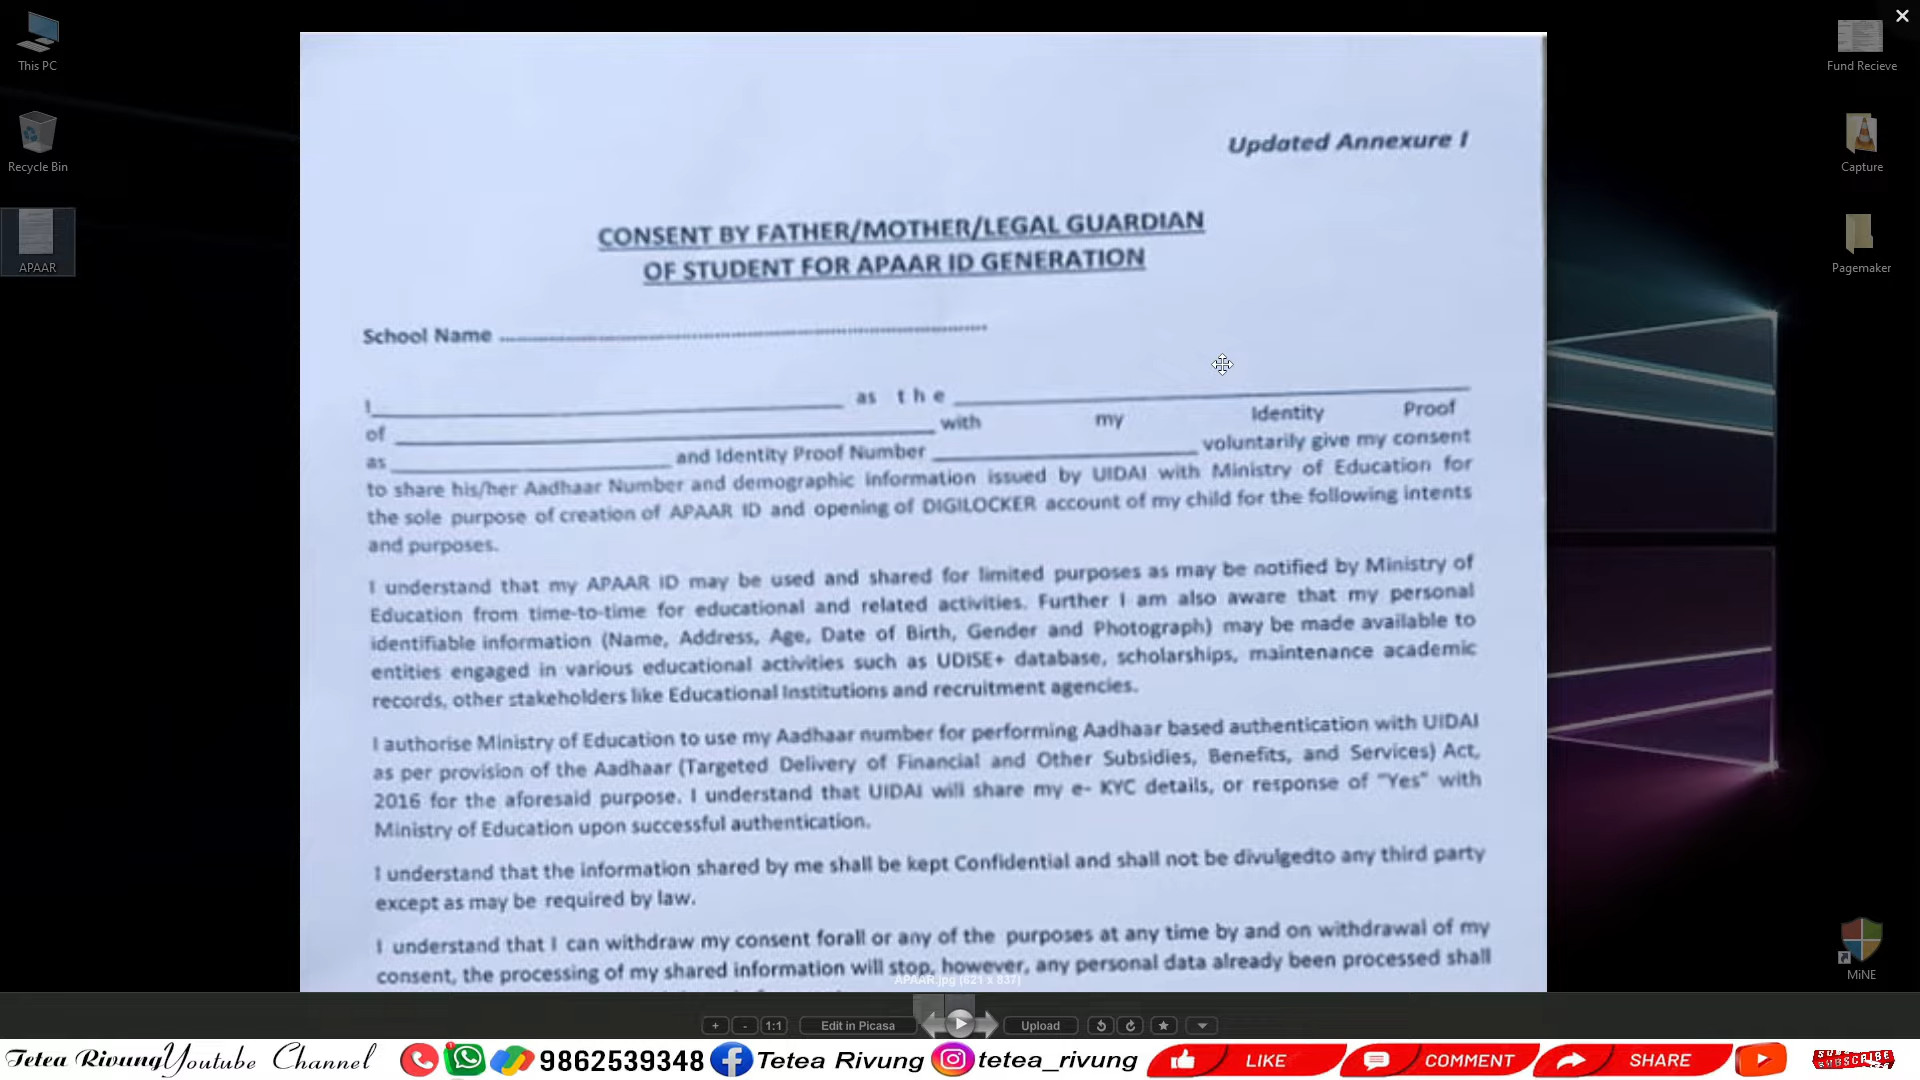 This PC
Recycle Bin
APAAR
Fund Recieve
Capture
Pagemaker
MiNE
Updated Annexure I
CONSENT BY FATHER/MOTHER/LEGAL GUARDIAN
OF STUDENT FOR APAAR ID GENERATION
School Name
I as the
of with my Identity Proof
as and Identity Proof Number voluntarily give my consent
to share his/her Aadhaar Number and demographic information issued by UIDAI with Ministry of Education for
the sole purpose of creation of APAAR ID and opening of DIGILOCKER account of my child for the following intents
and purposes.
I understand that my APAAR ID may be used and shared for limited purposes as may be notified by Ministry of
Education from time-to-time for educational and related activities. Further I am also aware that my personal
identifiable information (Name, Address, Age, Date of Birth, Gender and Photograph) may be made available to
entities engaged in various educational activities such as UDISE+ database, scholarships, maintenance academic
records, other stakeholders like Educational Institutions and recruitment agencies.
I authorise Ministry of Education to use my Aadhaar number for performing Aadhaar based authentication with UIDAI
as per provision of the Aadhaar (Targeted Delivery of Financial and Other Subsidies, Benefits, and Services) Act,
2016 for the aforesaid purpose. I understand that UIDAI will share my e- KYC details, or response of "Yes" with
Ministry of Education upon successful authentication.
I understand that the information shared by me shall be kept Confidential and shall not be divulgedto any third party
except as may be required by law.
I understand that I can withdraw my consent forall or any of the purposes at any time by and on withdrawal of my
consent, the processing of my shared information will stop, however, any personal data already been processed shall
APAAR.jpg (621 x 837)
+ - 1:1 Edit in Picasa Upload
Tetea Rivung Youtube Channel 9862539348 Tetea Rivung tetea_rivung LIKE COMMENT SHARE SUBSCRIBE